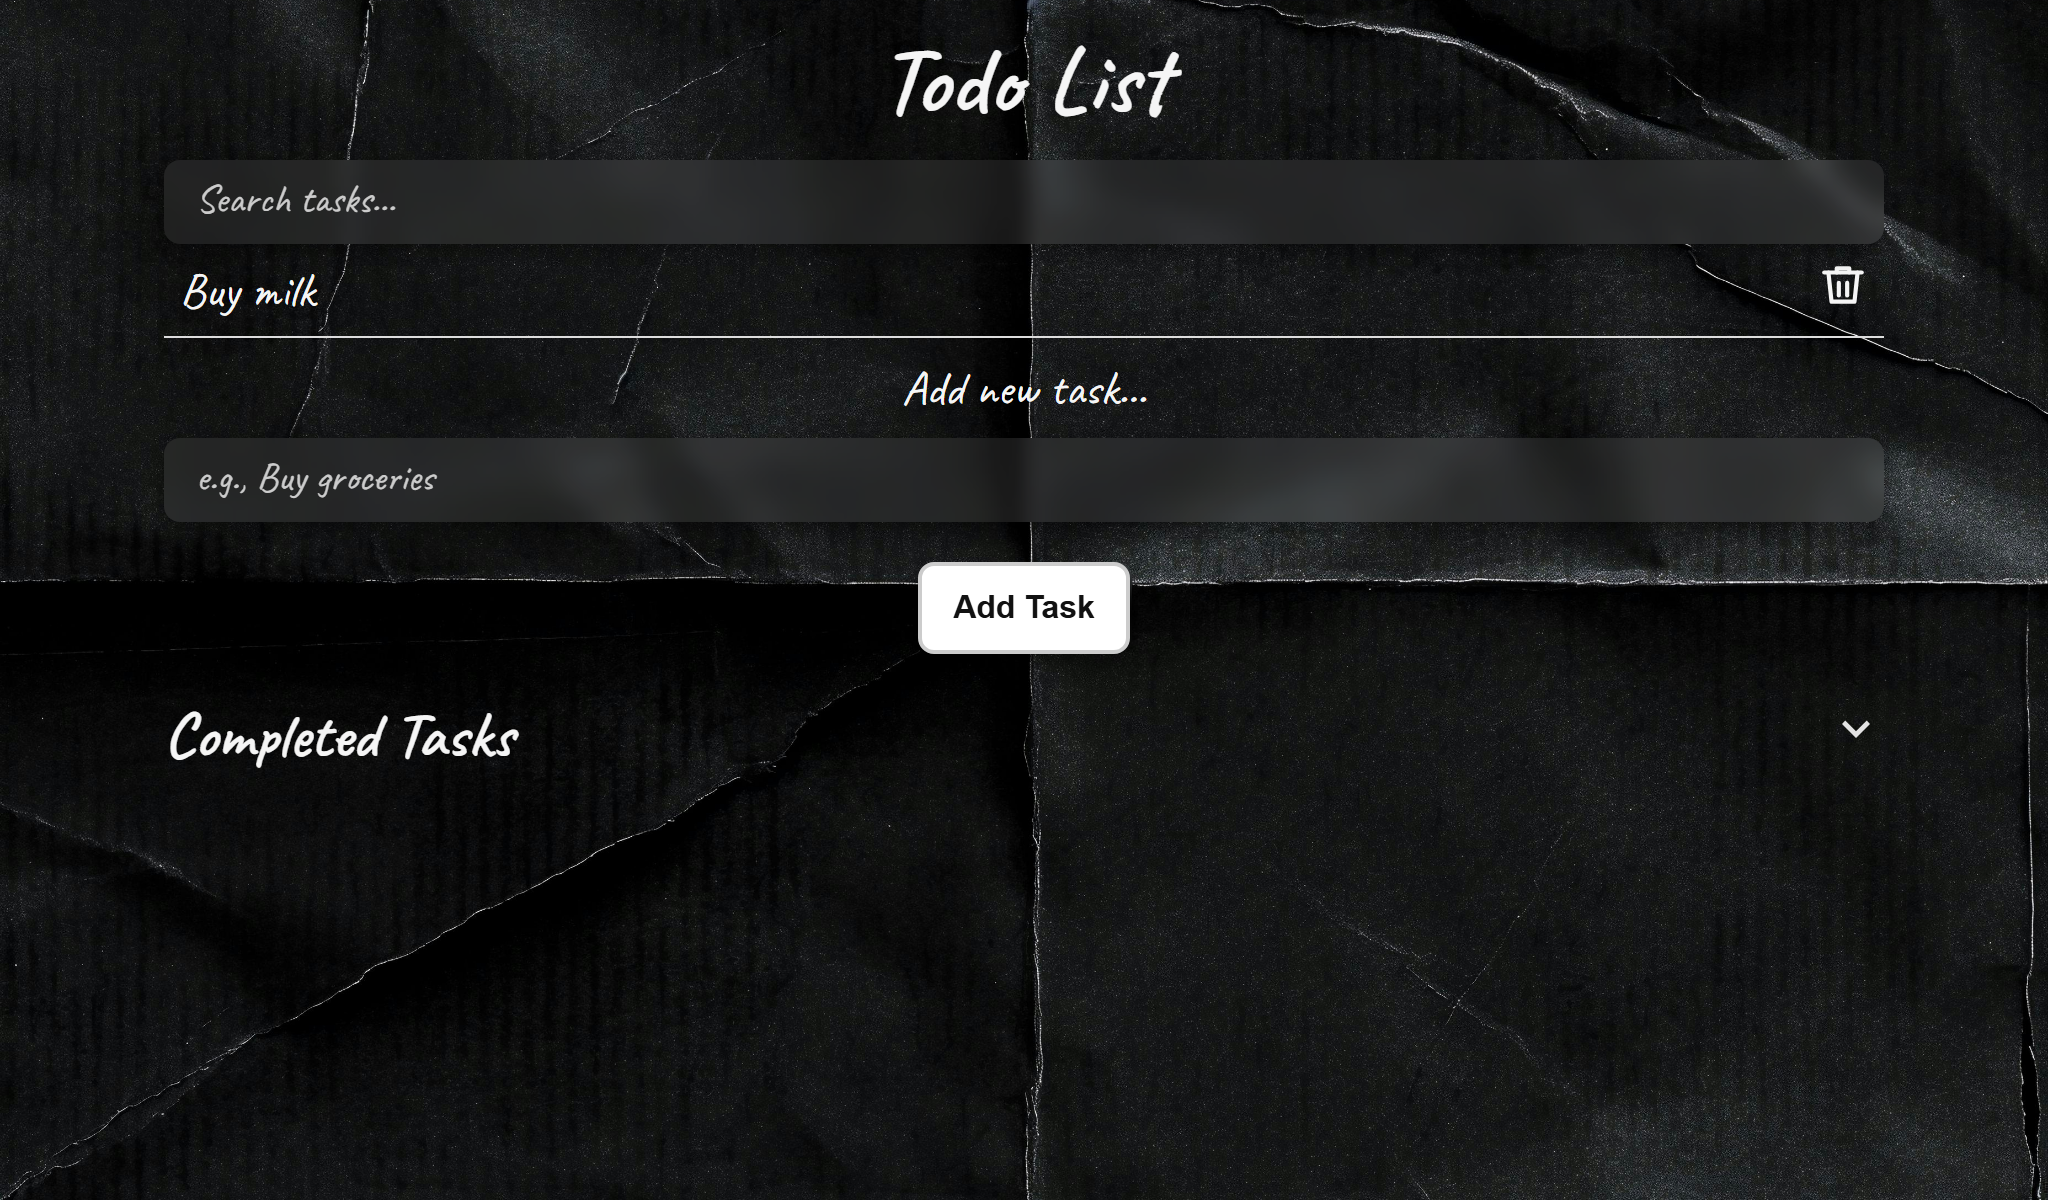 Todo List
Search tasks...
Buy milk
Add new task...
e.g., Buy groceries
Add Task
Completed Tasks